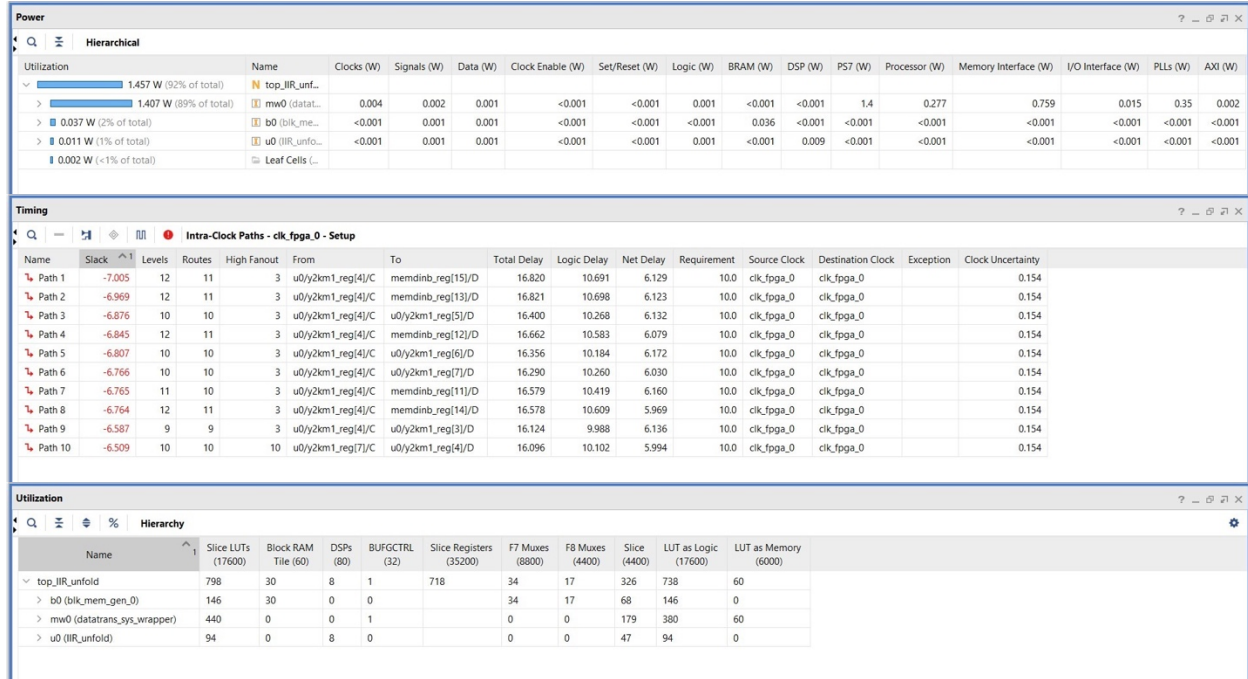 Power
Hierarchical
Utilization Name Clocks (W) Signals (W) Data (W) Clock Enable (W) Set/Reset (W) Logic (W) BRAM (W) DSP (W) PS7 (W) Processor (W) Memory Interface (W) I/O Interface (W) PLLs (W) AXI (W)
1.457 W (92% of total) N top_IIR_unf...
1.407 W (89% of total) mw0 (datat... 0.004 0.002 0.001 <0.001 <0.001 0.001 <0.001 <0.001 1.4 0.277 0.759 0.015 0.35 0.002
0.037 W (2% of total) b0 (blk_me... <0.001 0.001 0.001 <0.001 <0.001 <0.001 0.036 <0.001 <0.001 <0.001 <0.001 <0.001 <0.001 <0.001
0.011 W (1% of total) u0 (IIR_unfo... <0.001 0.001 0.001 <0.001 <0.001 0.001 <0.001 0.009 <0.001 <0.001 <0.001 <0.001 <0.001 <0.001
0.002 W (<1% of total) Leaf Cells (...
Timing
Intra-Clock Paths - clk_fpga_0 - Setup
Name Slack ^1 Levels Routes High Fanout From To Total Delay Logic Delay Net Delay Requirement Source Clock Destination Clock Exception Clock Uncertainty
Path 1 -7.005 12 11 3 u0/y2km1_reg[4]/C memdinb_reg[15]/D 16.820 10.691 6.129 10.0 clk_fpga_0 clk_fpga_0 0.154
Path 2 -6.969 12 11 3 u0/y2km1_reg[4]/C memdinb_reg[13]/D 16.821 10.698 6.123 10.0 clk_fpga_0 clk_fpga_0 0.154
Path 3 -6.876 10 10 3 u0/y2km1_reg[4]/C u0/y2km1_reg[5]/D 16.400 10.268 6.132 10.0 clk_fpga_0 clk_fpga_0 0.154
Path 4 -6.845 12 11 3 u0/y2km1_reg[4]/C memdinb_reg[12]/D 16.662 10.583 6.079 10.0 clk_fpga_0 clk_fpga_0 0.154
Path 5 -6.807 10 10 3 u0/y2km1_reg[4]/C u0/y2km1_reg[6]/D 16.356 10.184 6.172 10.0 clk_fpga_0 clk_fpga_0 0.154
Path 6 -6.766 10 10 3 u0/y2km1_reg[4]/C u0/y2km1_reg[7]/D 16.290 10.260 6.030 10.0 clk_fpga_0 clk_fpga_0 0.154
Path 7 -6.765 11 10 3 u0/y2km1_reg[4]/C memdinb_reg[11]/D 16.579 10.419 6.160 10.0 clk_fpga_0 clk_fpga_0 0.154
Path 8 -6.764 12 11 3 u0/y2km1_reg[4]/C memdinb_reg[14]/D 16.578 10.609 5.969 10.0 clk_fpga_0 clk_fpga_0 0.154
Path 9 -6.587 9 9 3 u0/y2km1_reg[4]/C u0/y2km1_reg[3]/D 16.124 9.988 6.136 10.0 clk_fpga_0 clk_fpga_0 0.154
Path 10 -6.509 10 10 10 u0/y2km1_reg[7]/C u0/y2km1_reg[4]/D 16.096 10.102 5.994 10.0 clk_fpga_0 clk_fpga_0 0.154
Utilization
% Hierarchy
Name ^1 Slice LUTs (17600) Block RAM Tile (60) DSPs (80) BUFGCTRL (32) Slice Registers (35200) F7 Muxes (8800) F8 Muxes (4400) Slice (4400) LUT as Logic (17600) LUT as Memory (6000)
top_IIR_unfold 798 30 8 1 718 34 17 326 738 60
b0 (blk_mem_gen_0) 146 30 0 0 34 17 68 146 0
mw0 (datatrans_sys_wrapper) 440 0 0 1 0 0 179 380 60
u0 (IIR_unfold) 94 0 8 0 0 0 47 94 0